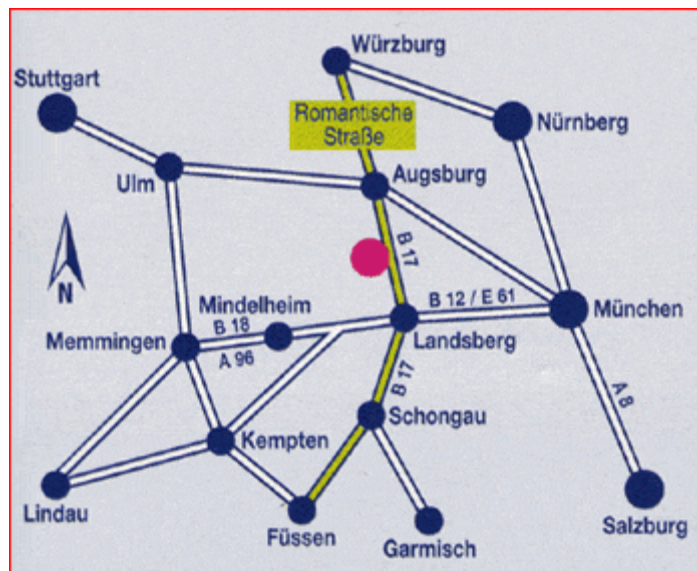 Würzburg
Stuttgart
Romantische
Straße
Nürnberg
Ulm
Augsburg
B 17
N
Mindelheim
B 12 / E 61
München
B 18
Memmingen
A 96
Landsberg
B 17
A 8
Schongau
Kempten
Lindau
Füssen
Garmisch
Salzburg